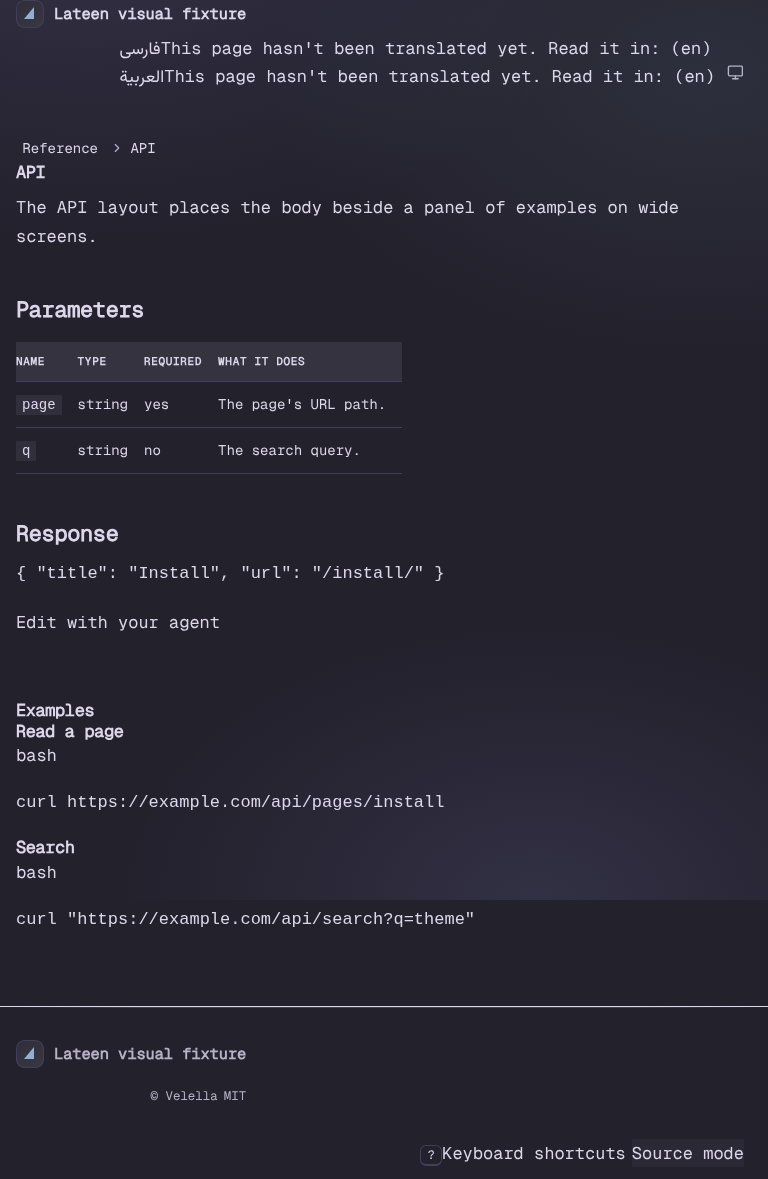 Lateen visual fixture
فارسی This page hasn't been translated yet. Read it in: (en)
العربية This page hasn't been translated yet. Read it in: (en)
Reference > API
API
The API layout places the body beside a panel of examples on wide
screens.
Parameters
NAME TYPE REQUIRED WHAT IT DOES
page string yes The page's URL path.
q string no The search query.
Response
{ "title": "Install", "url": "/install/" }
Edit with your agent
Examples
Read a page
bash
curl https://example.com/api/pages/install
Search
bash
curl "https://example.com/api/search?q=theme"
Lateen visual fixture
© Velella MIT
? Keyboard shortcuts Source mode